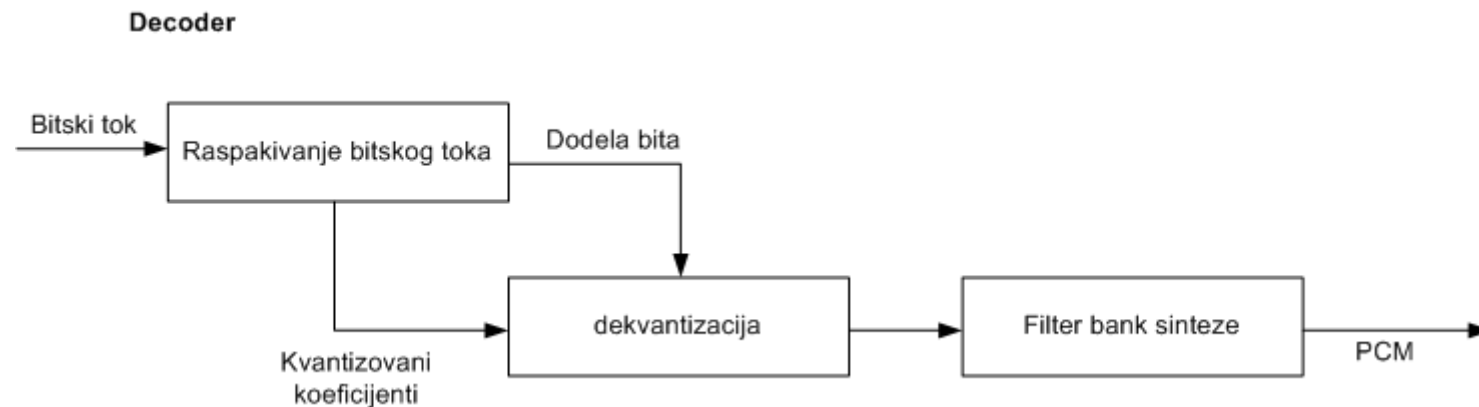 Decoder
Bitski tok
Raspakivanje bitskog toka
Dodela bita
dekvantizacija
Filter bank sinteze
PCM
Kvantizovani
koeficijenti